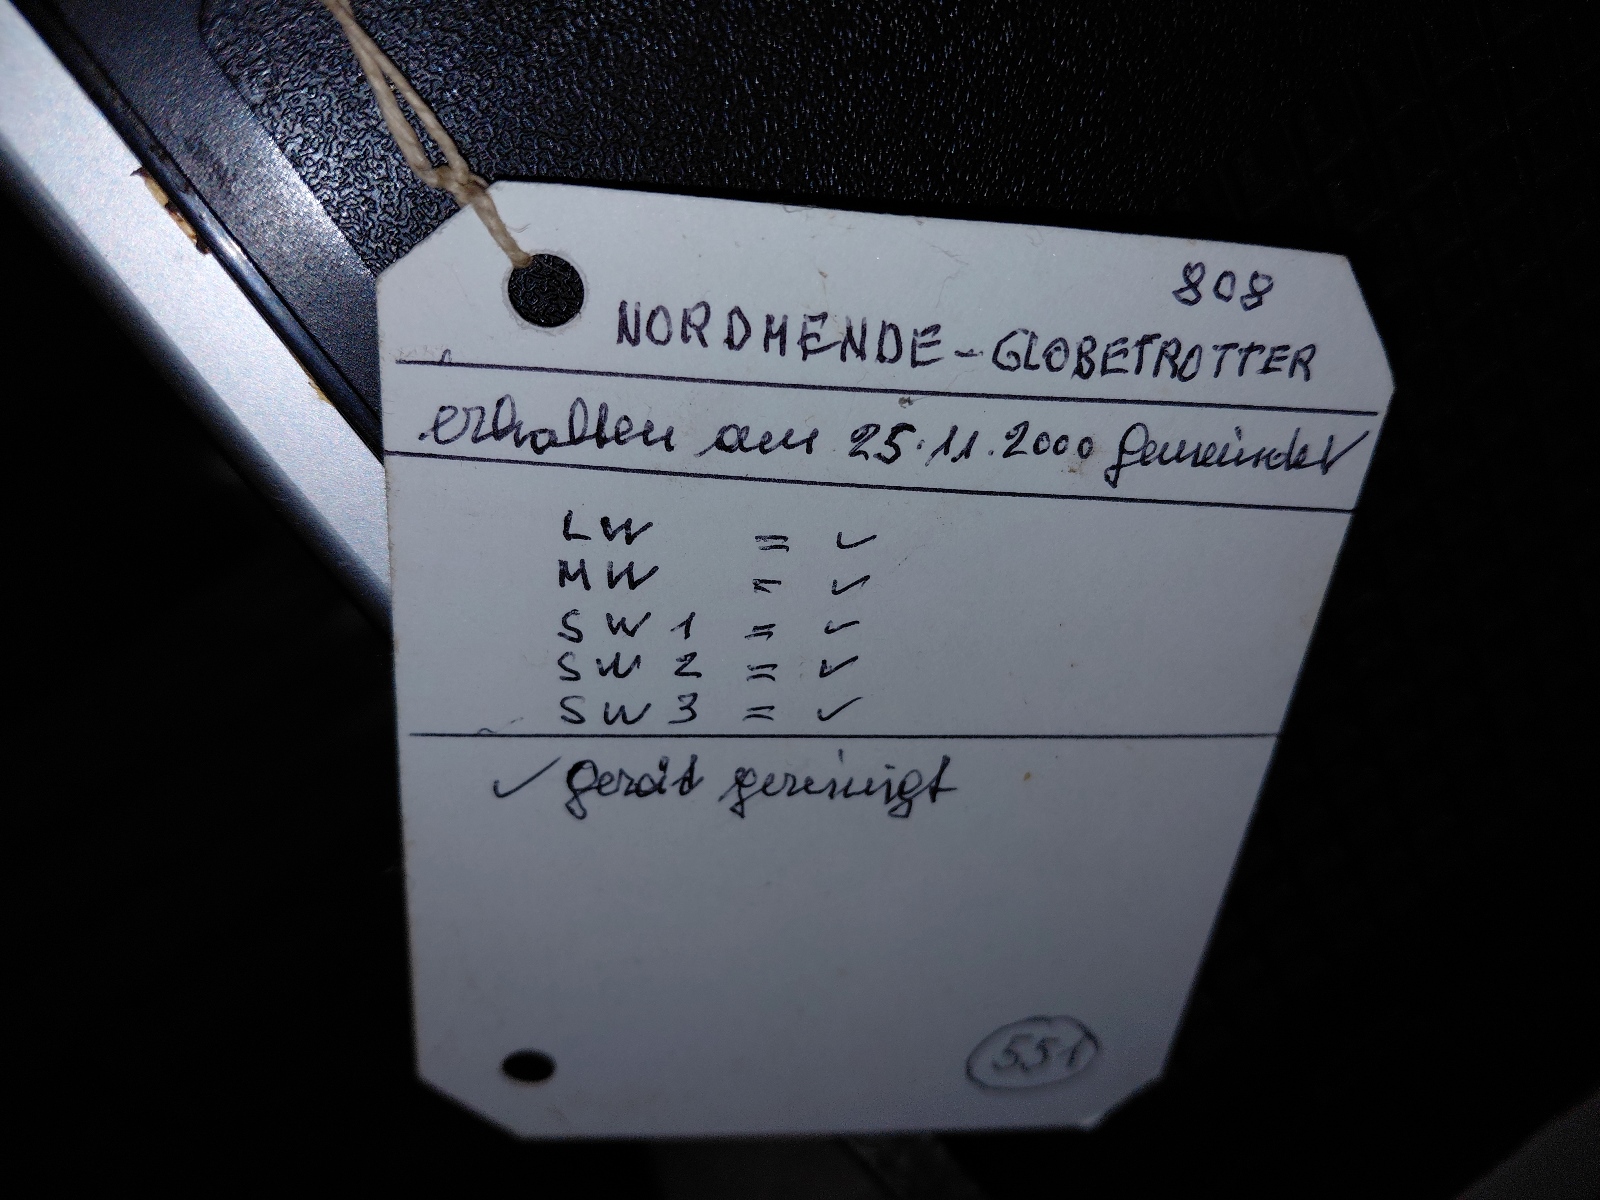 808
NORDMENDE-GLOBETROTTER
erhalten am 25.11.2000
LW = ✓
MW = ✓
SW 1 = ✓
SW 2 = ✓
SW 3 = ✓
✓ gerät gereinigt
551